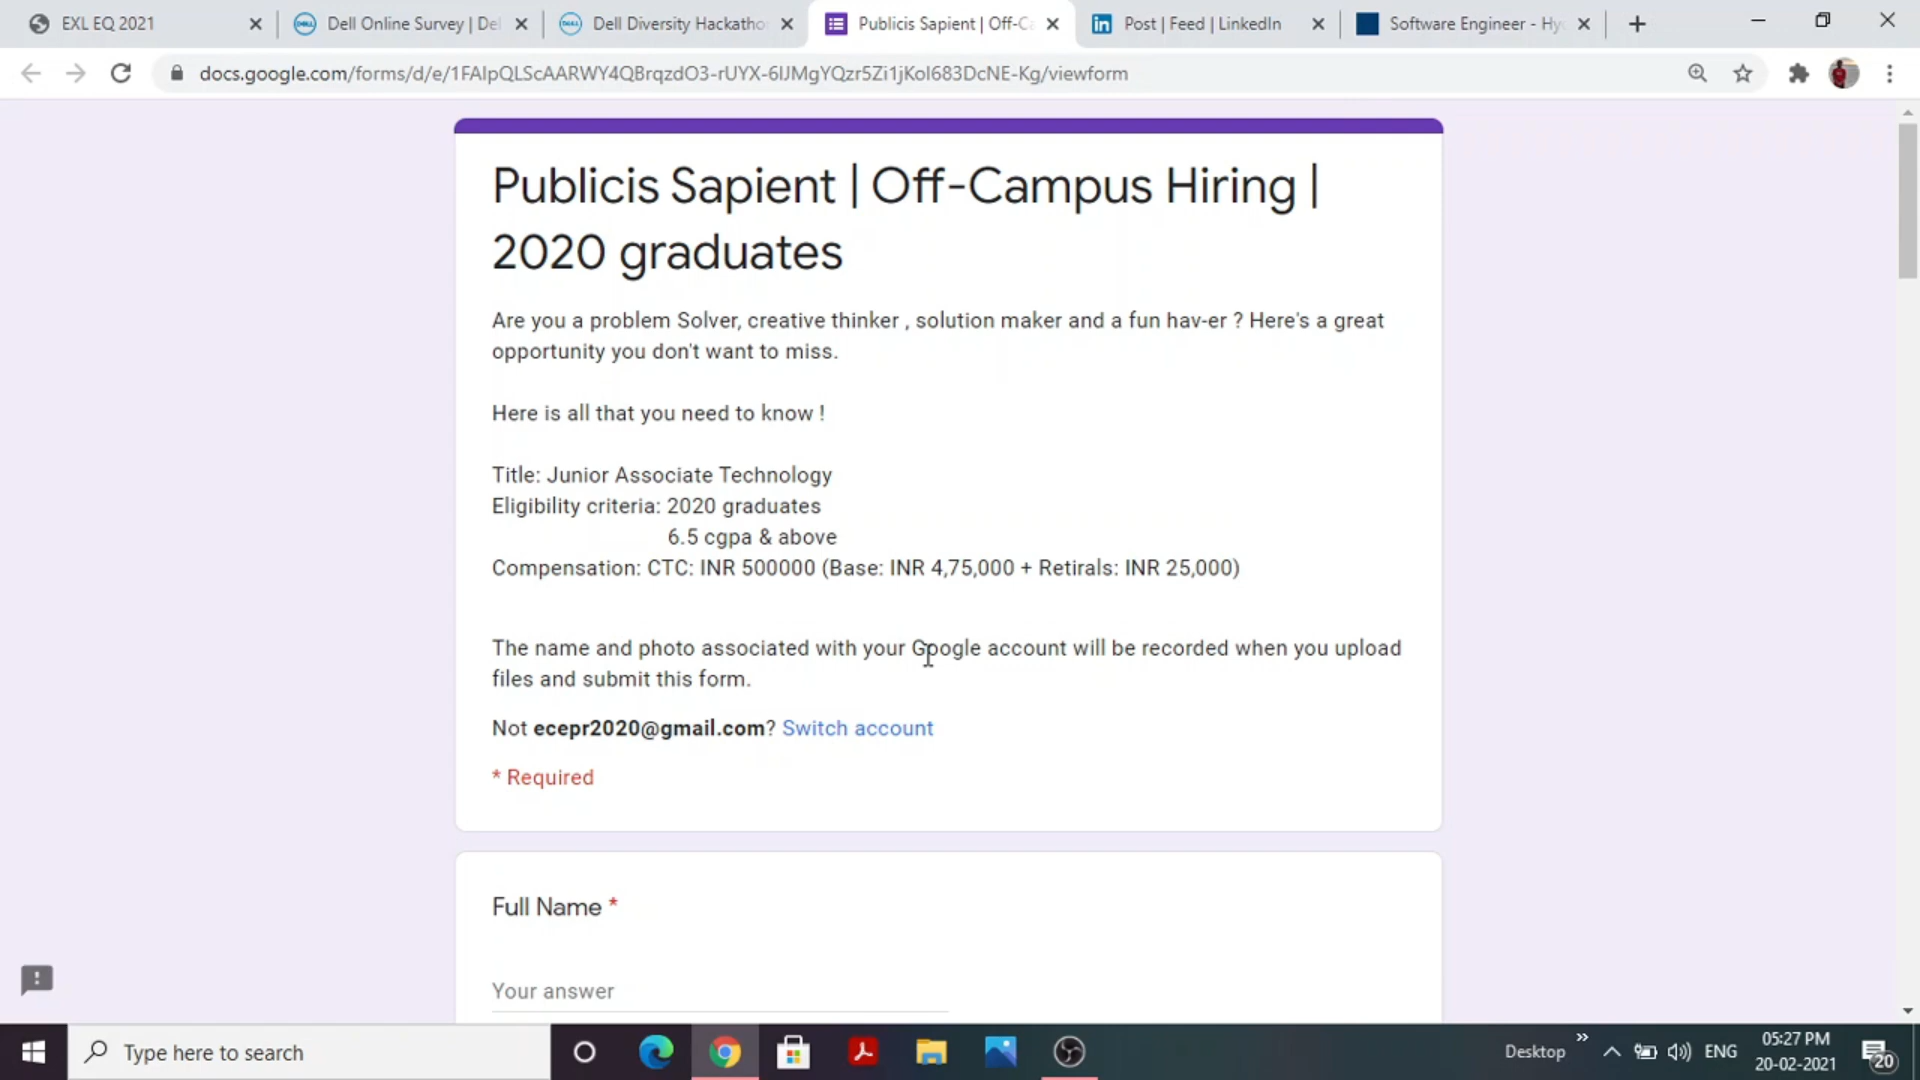 EXL EQ 2021
Dell Online Survey | Del
Dell Diversity Hackatho
Publicis Sapient | Off-Ca
Post | Feed | LinkedIn
Software Engineer - Hy
docs.google.com/forms/d/e/1FAIpQLScAARWY4QBrqzdO3-rUYX-6IJMgYQzr5Zi1jKoI683DcNE-Kg/viewform
Publicis Sapient | Off-Campus Hiring |
2020 graduates
Are you a problem Solver, creative thinker , solution maker and a fun hav-er ? Here's a great
opportunity you don't want to miss.
Here is all that you need to know !
Title: Junior Associate Technology
Eligibility criteria: 2020 graduates
6.5 cgpa & above
Compensation: CTC: INR 500000 (Base: INR 4,75,000 + Retirals: INR 25,000)
The name and photo associated with your Google account will be recorded when you upload
files and submit this form.
Not ecepr2020@gmail.com? Switch account
* Required
Full Name *
Your answer
Type here to search
Desktop
ENG
05:27 PM
20-02-2021
20